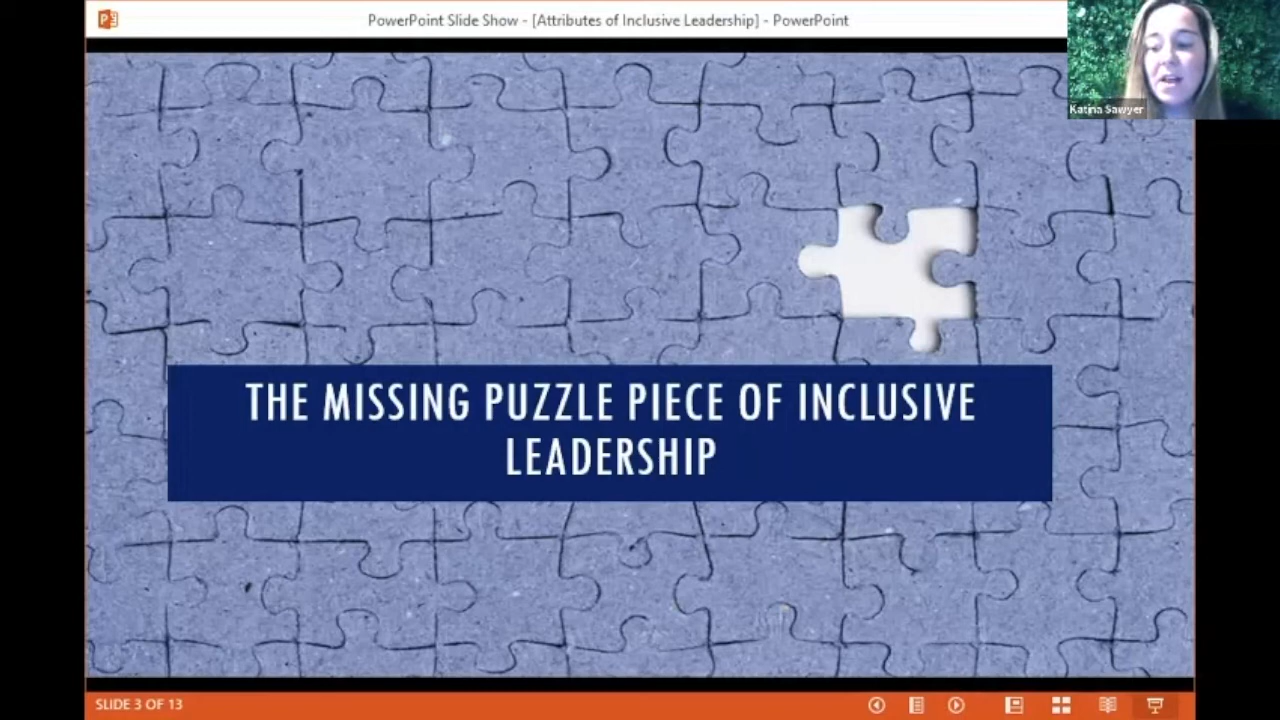 PowerPoint Slide Show - [Attributes of Inclusive Leadership] - PowerPoint
Katina Sawyer
THE MISSING PUZZLE PIECE OF INCLUSIVE
LEADERSHIP
SLIDE 3 OF 13